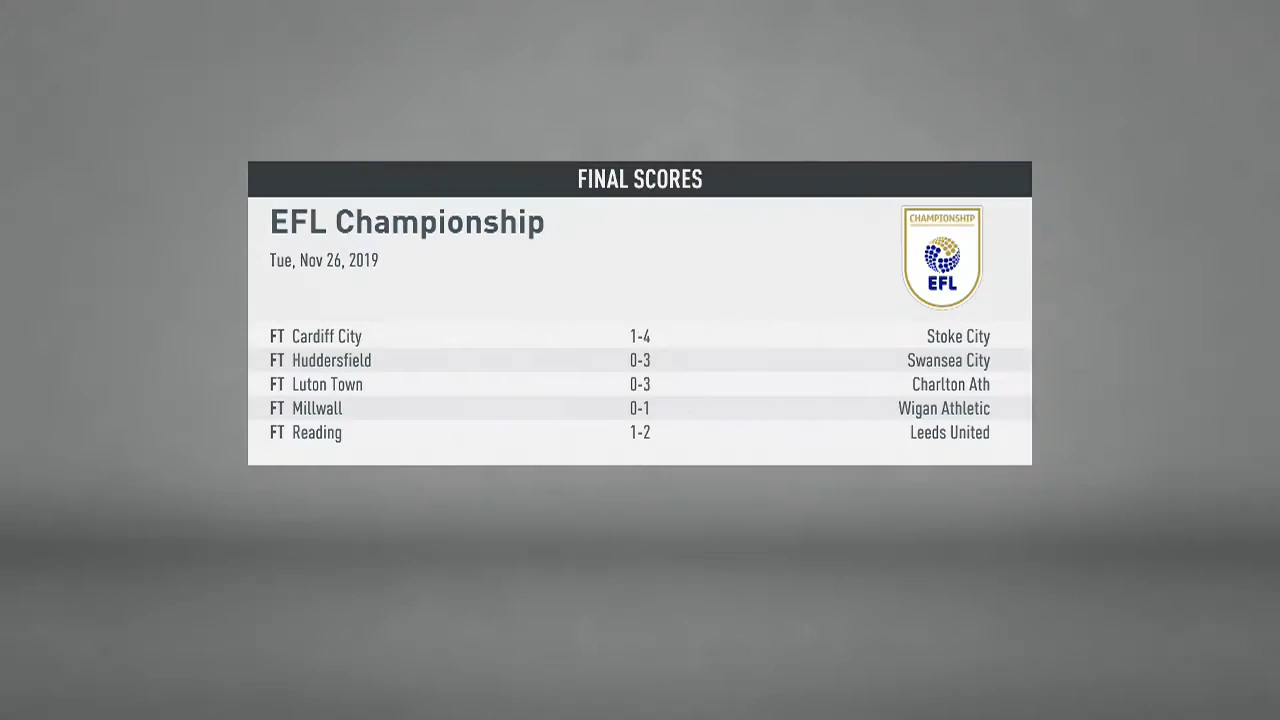 FINAL SCORES
EFL Championship
CHAMPIONSHIP
EFL
Tue, Nov 26, 2019
FT Cardiff City 1-4 Stoke City
FT Huddersfield 0-3 Swansea City
FT Luton Town 0-3 Charlton Ath
FT Millwall 0-1 Wigan Athletic
FT Reading 1-2 Leeds United